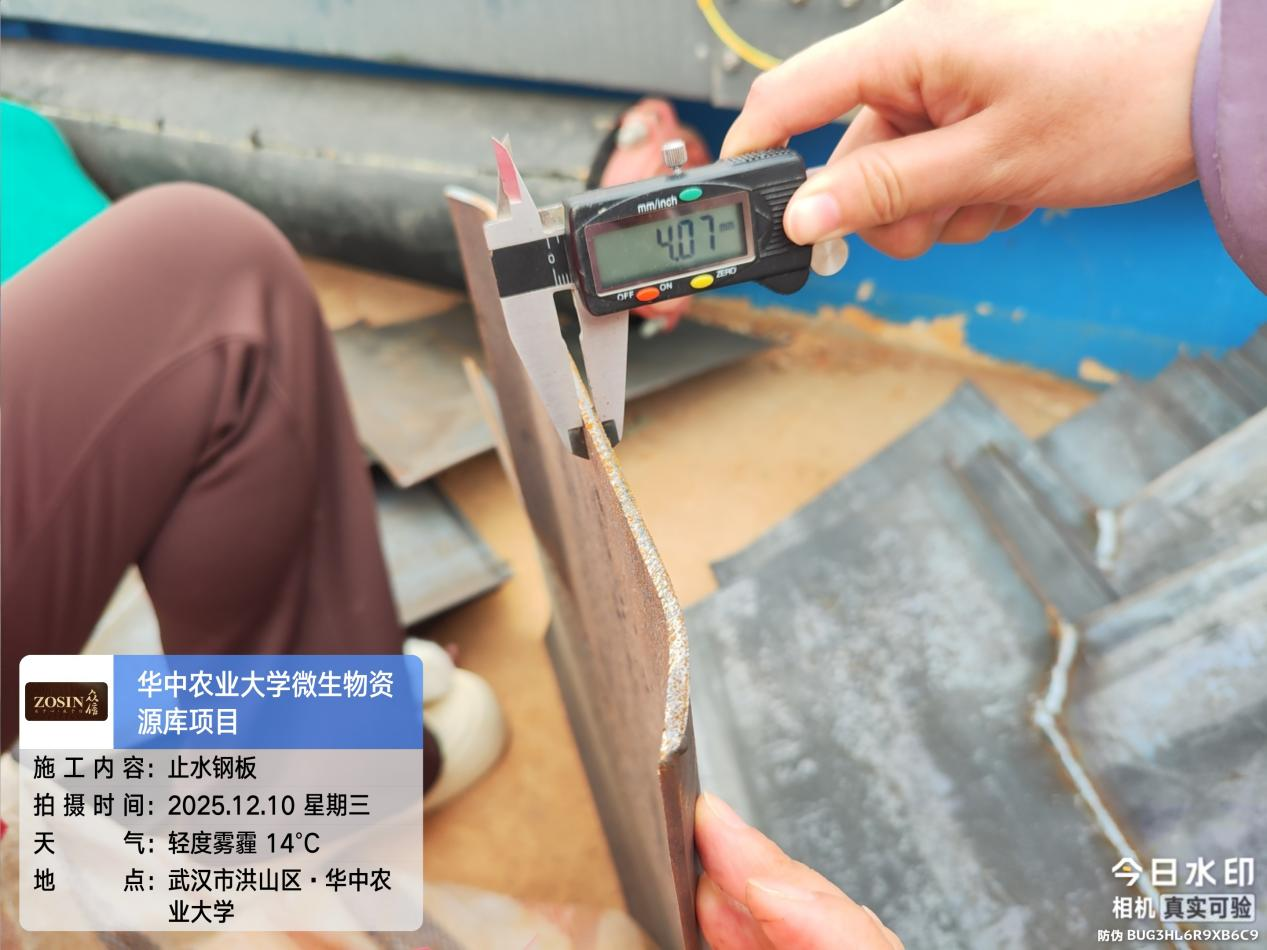 mm/inch
4.07 mm
OFF ON ZERO
0
ZOSIN 众信
华中农业大学微生物资
源库项目
施工内容: 止水钢板
拍摄时间: 2025.12.10 星期三
天气: 轻度雾霾 14°C
地点: 武汉市洪山区·华中农
业大学
今日水印
相机 真实可验
防伪 BUG3HL6R9XB6C9